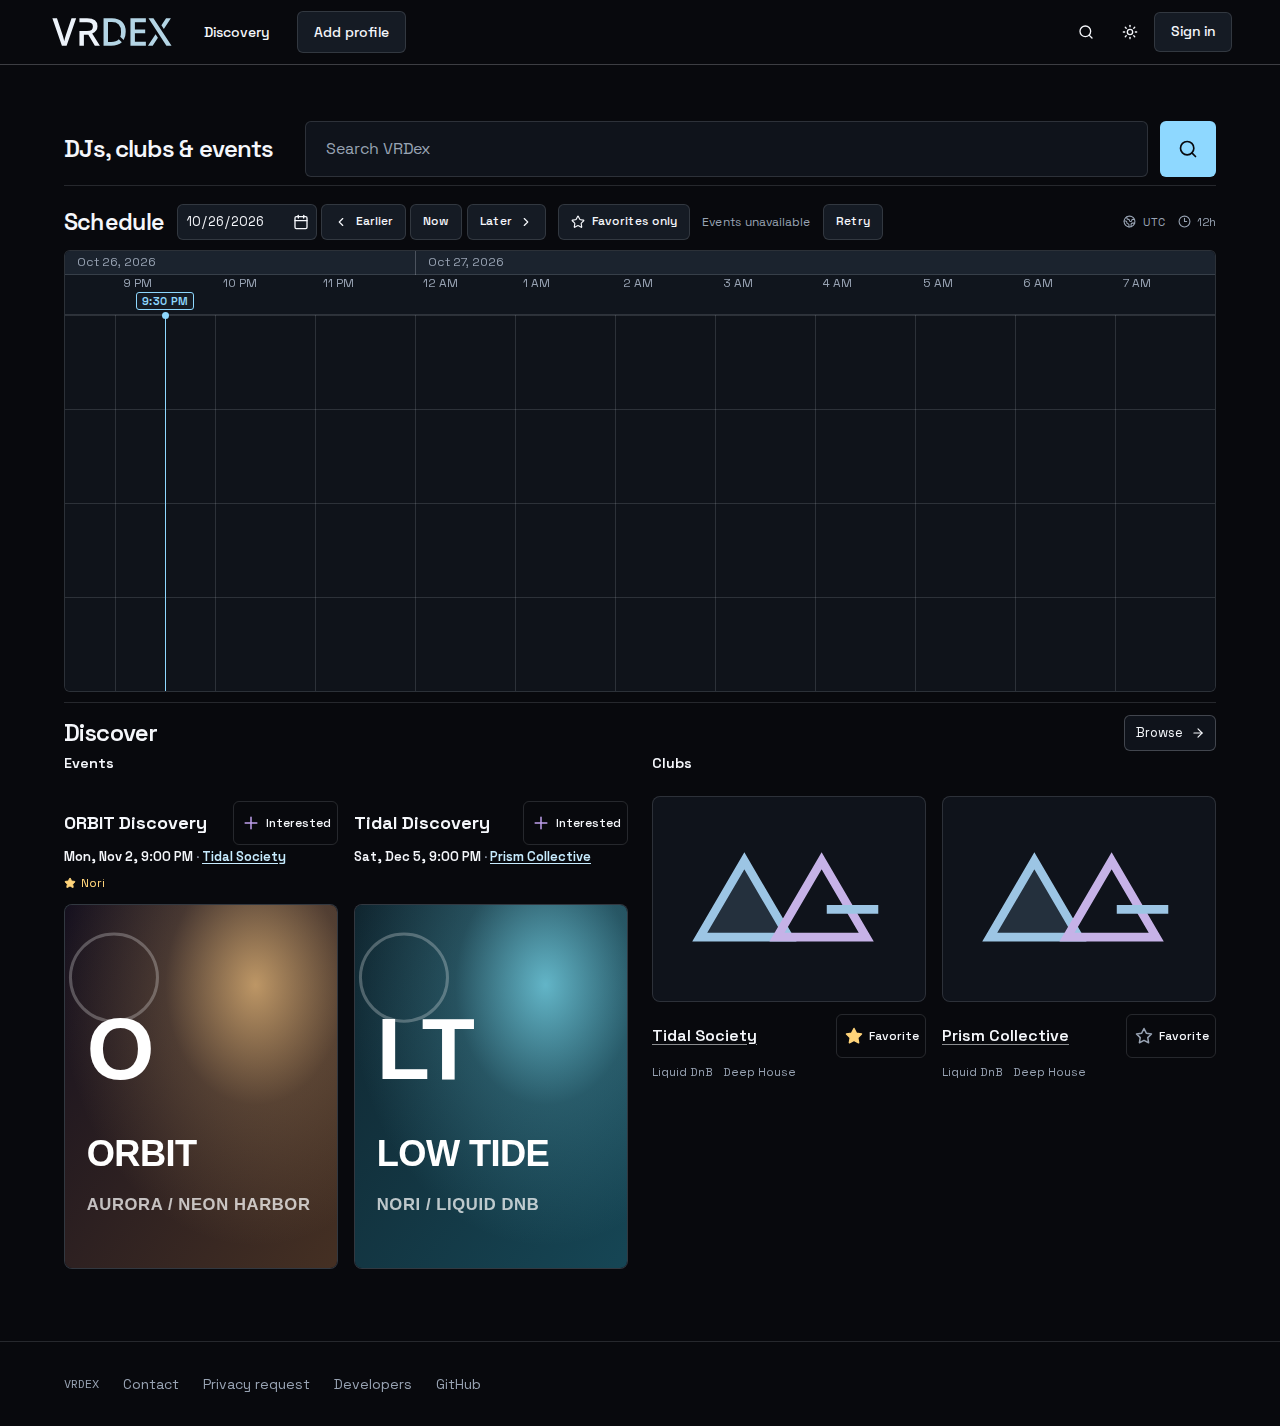 VRDEX
Discovery
Add profile
Sign in
DJs, clubs & events
Search VRDex
Schedule
10/26/2026
Earlier
Now
Later
Favorites only
Events unavailable
Retry
UTC
12h
Oct 26, 2026
Oct 27, 2026
9 PM
10 PM
11 PM
12 AM
1 AM
2 AM
3 AM
4 AM
5 AM
6 AM
7 AM
9:30 PM
Discover
Browse
Events
ORBIT Discovery
Interested
Mon, Nov 2, 9:00 PM · Tidal Society
Nori
O
ORBIT
AURORA / NEON HARBOR
Tidal Discovery
Interested
Sat, Dec 5, 9:00 PM · Prism Collective
LT
LOW TIDE
NORI / LIQUID DNB
Clubs
Tidal Society
Favorite
Liquid DnB Deep House
Prism Collective
Favorite
Liquid DnB Deep House
VRDEX
Contact
Privacy request
Developers
GitHub